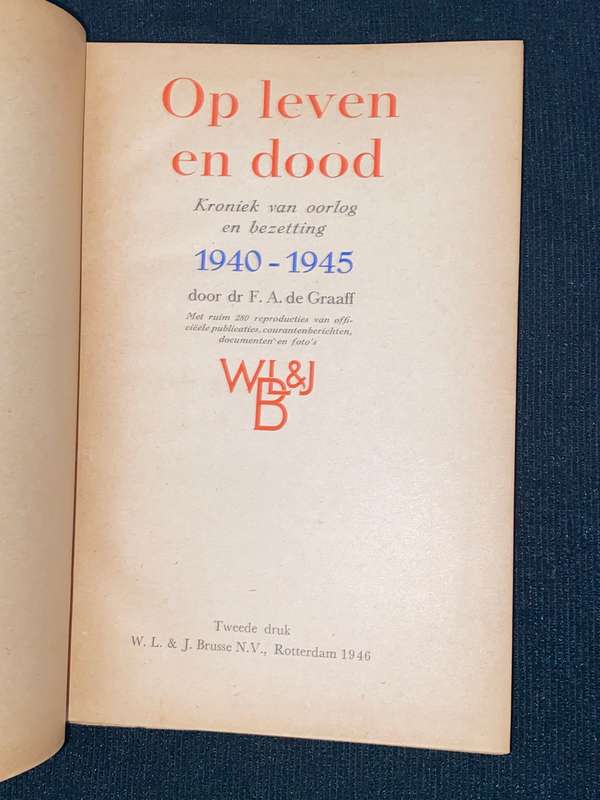 Op leven
en dood
Kroniek van oorlog
en bezetting
1940-1945
door dr F. A. de Graaff
Met ruim 280 reproducties van offi-
ciëele publicaties, courantenberichten,
documenten en foto's
WL&J
B
Tweede druk
W. L. & J. Brusse N.V., Rotterdam 1946